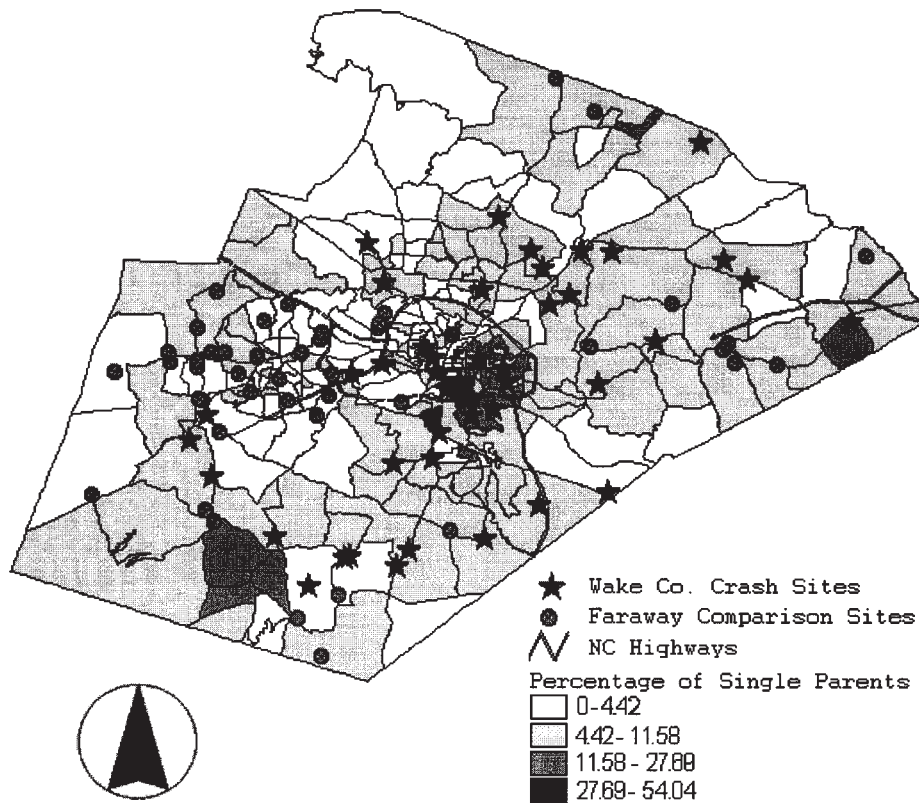 Wake Co. Crash Sites
Faraway Comparison Sites
NC Highways
Percentage of Single Parents
0-4.42
4.42-11.58
11.58-27.69
27.69-54.04